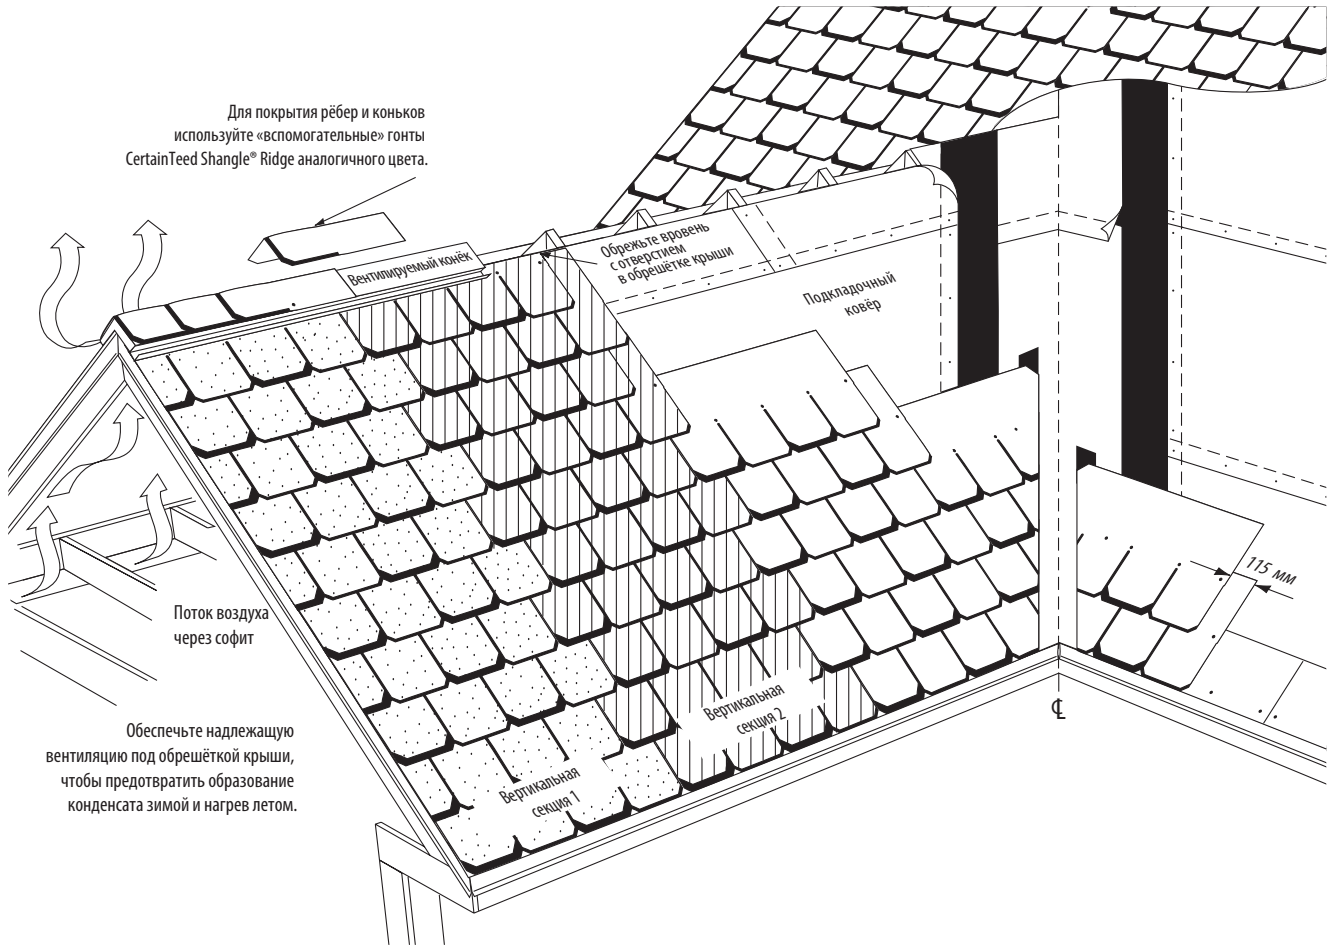 Для покрытия рёбер и коньков
используйте «вспомогательные» гонты
CertainTeed Shangle® Ridge аналогичного цвета.
Вентилируемый конёк
Обрежьте вровень
с отверстием
в обрешётке крыши
Подкладочный
ковёр
115 мм
Поток воздуха
через софит
Вертикальная
секция 2
Обеспечьте надлежащую
вентиляцию под обрешёткой крыши,
чтобы предотвратить образование
конденсата зимой и нагрев летом.
Вертикальная
секция 1
℄